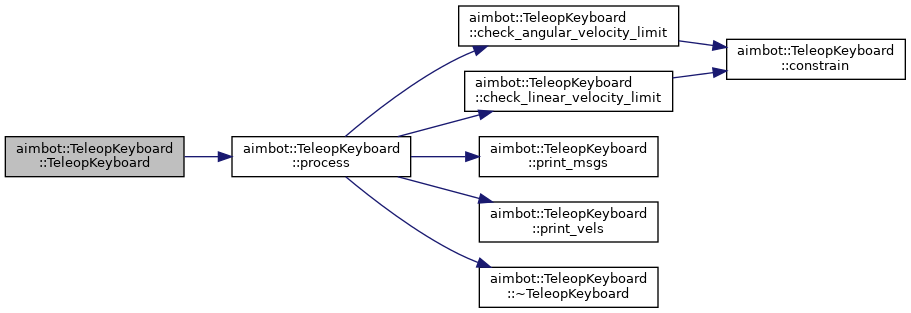 aimbot::TeleopKeyboard
::TeleopKeyboard
aimbot::TeleopKeyboard
::process
aimbot::TeleopKeyboard
::check_angular_velocity_limit
aimbot::TeleopKeyboard
::check_linear_velocity_limit
aimbot::TeleopKeyboard
::print_msgs
aimbot::TeleopKeyboard
::print_vels
aimbot::TeleopKeyboard
::~TeleopKeyboard
aimbot::TeleopKeyboard
::constrain